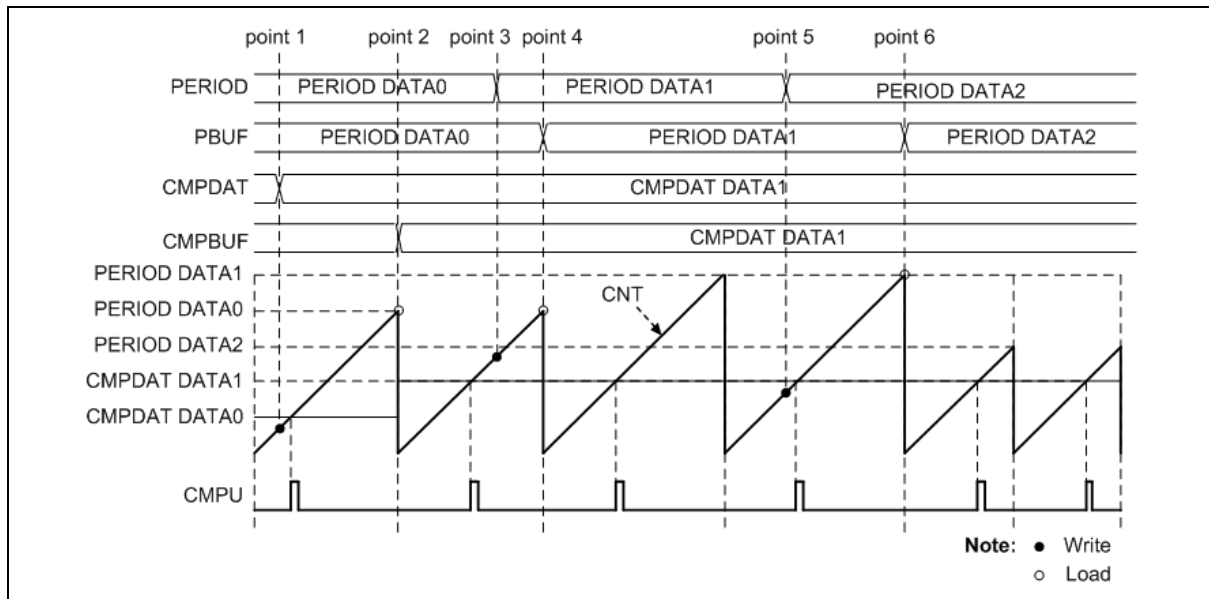 point 1 point 2 point 3 point 4 point 5 point 6
PERIOD PERIOD DATA0 PERIOD DATA1 PERIOD DATA2
PBUF PERIOD DATA0 PERIOD DATA1 PERIOD DATA2
CMPDAT CMPDAT DATA1
CMPBUF CMPDAT DATA1
PERIOD DATA1
CNT
PERIOD DATA0
PERIOD DATA2
CMPDAT DATA1
CMPDAT DATA0
CMPU
Note: Write
Load